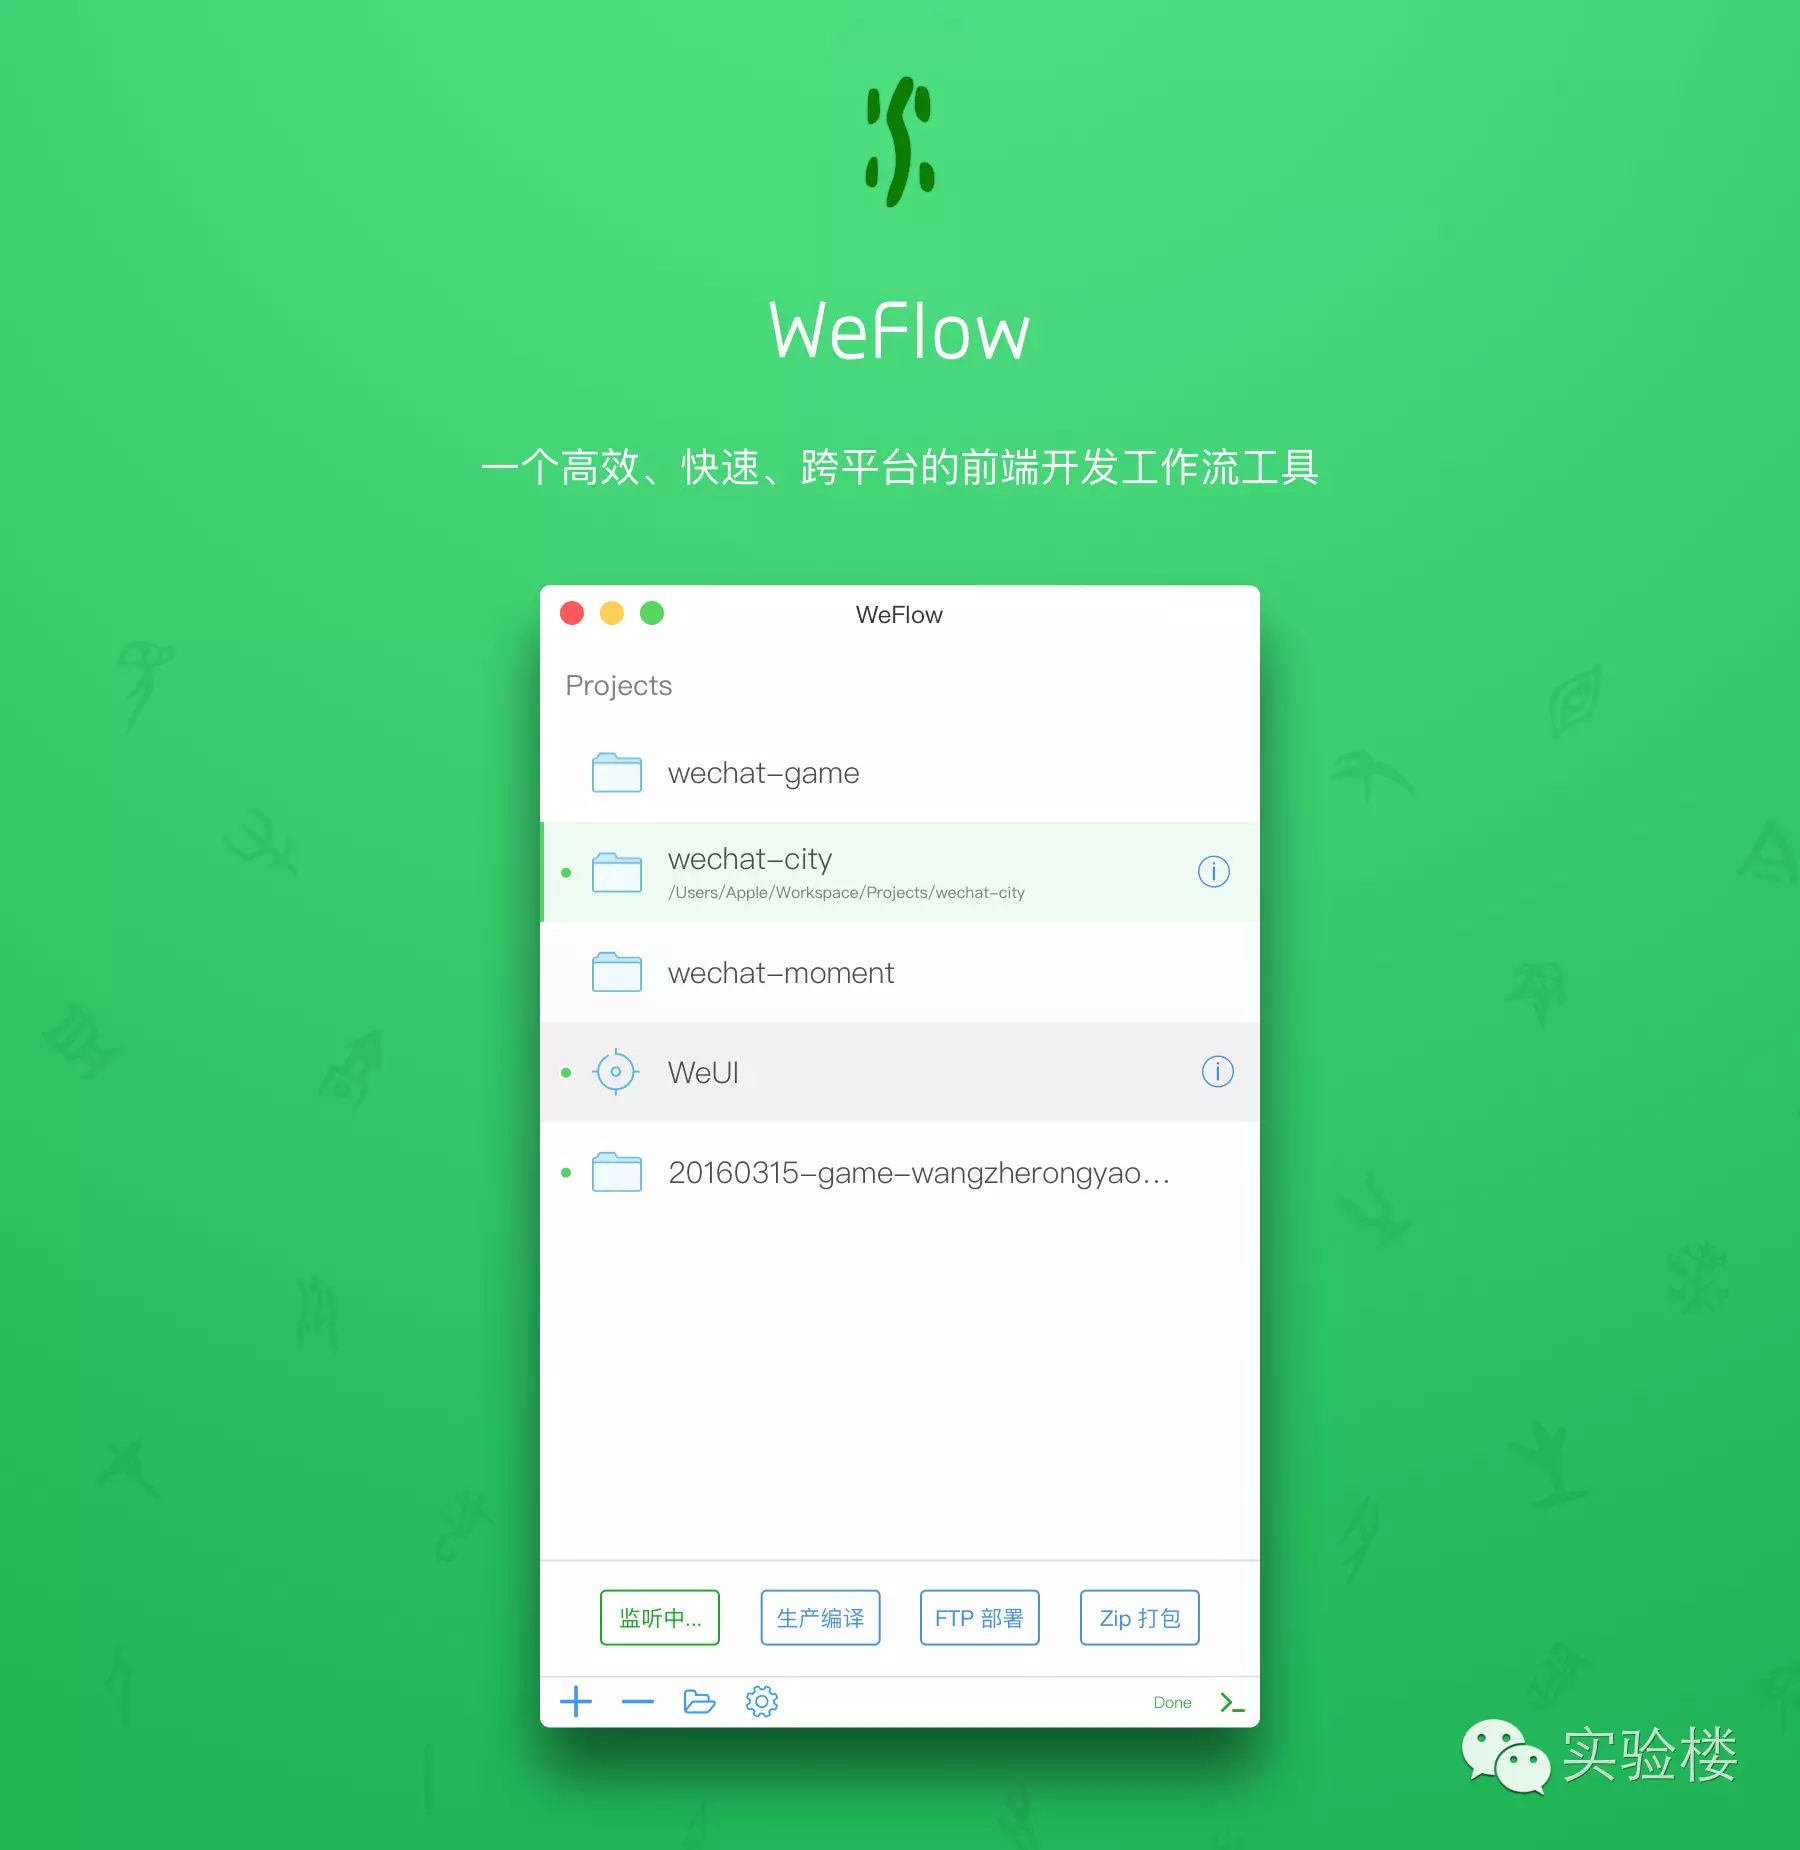 WeFlow
一个高效、快速、跨平台的前端开发工作流工具
WeFlow
Projects
wechat-game
wechat-city
/Users/Apple/Workspace/Projects/wechat-city
wechat-moment
WeUI
20160315-game-wangzherongyao...
监听中...
生产编译
FTP 部署
Zip 打包
Done
实验楼